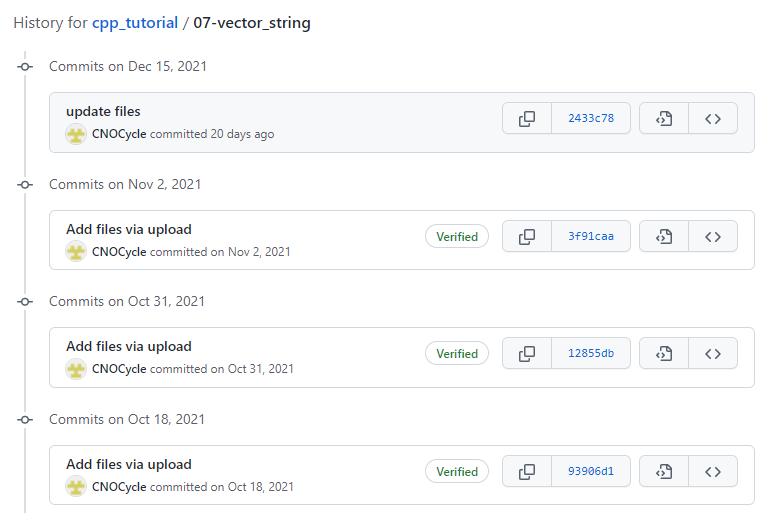 History for cpp_tutorial / 07-vector_string
Commits on Dec 15, 2021
update files
2433c78
CNOCycle committed 20 days ago
Commits on Nov 2, 2021
Add files via upload
Verified
3f91caa
CNOCycle committed on Nov 2, 2021
Commits on Oct 31, 2021
Add files via upload
Verified
12855db
CNOCycle committed on Oct 31, 2021
Commits on Oct 18, 2021
Add files via upload
Verified
93906d1
CNOCycle committed on Oct 18, 2021